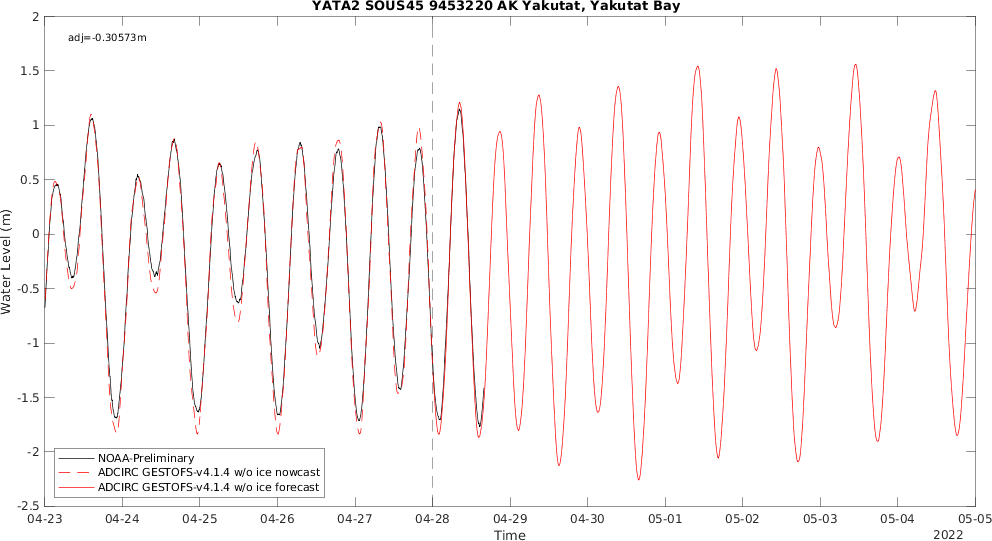 YATA2 SOUS45 9453220 AK Yakutat, Yakutat Bay
adj=-0.30573m
2
1.5
1
0.5
0
-0.5
-1
-1.5
-2
-2.5
Water Level (m)
NOAA-Preliminary
ADCIRC GESTOFS-v4.1.4 w/o ice nowcast
ADCIRC GESTOFS-v4.1.4 w/o ice forecast
04-23 04-24 04-25 04-26 04-27 04-28 04-29 04-30 05-01 05-02 05-03 05-04 05-05
Time
2022